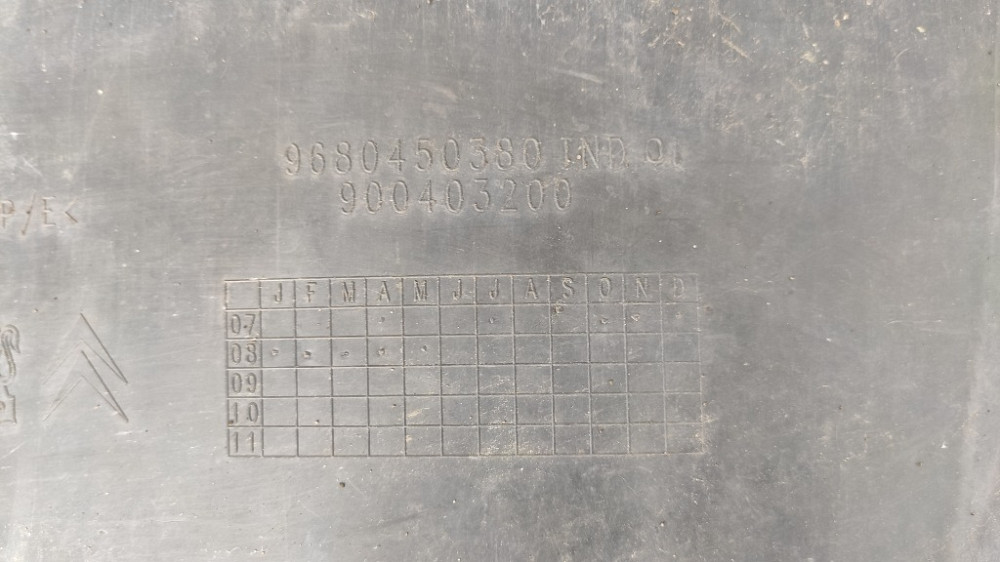 9680450380 IND 01
900403200
P/E<
J F M A M J J A S O N D
07
08
09
10
11